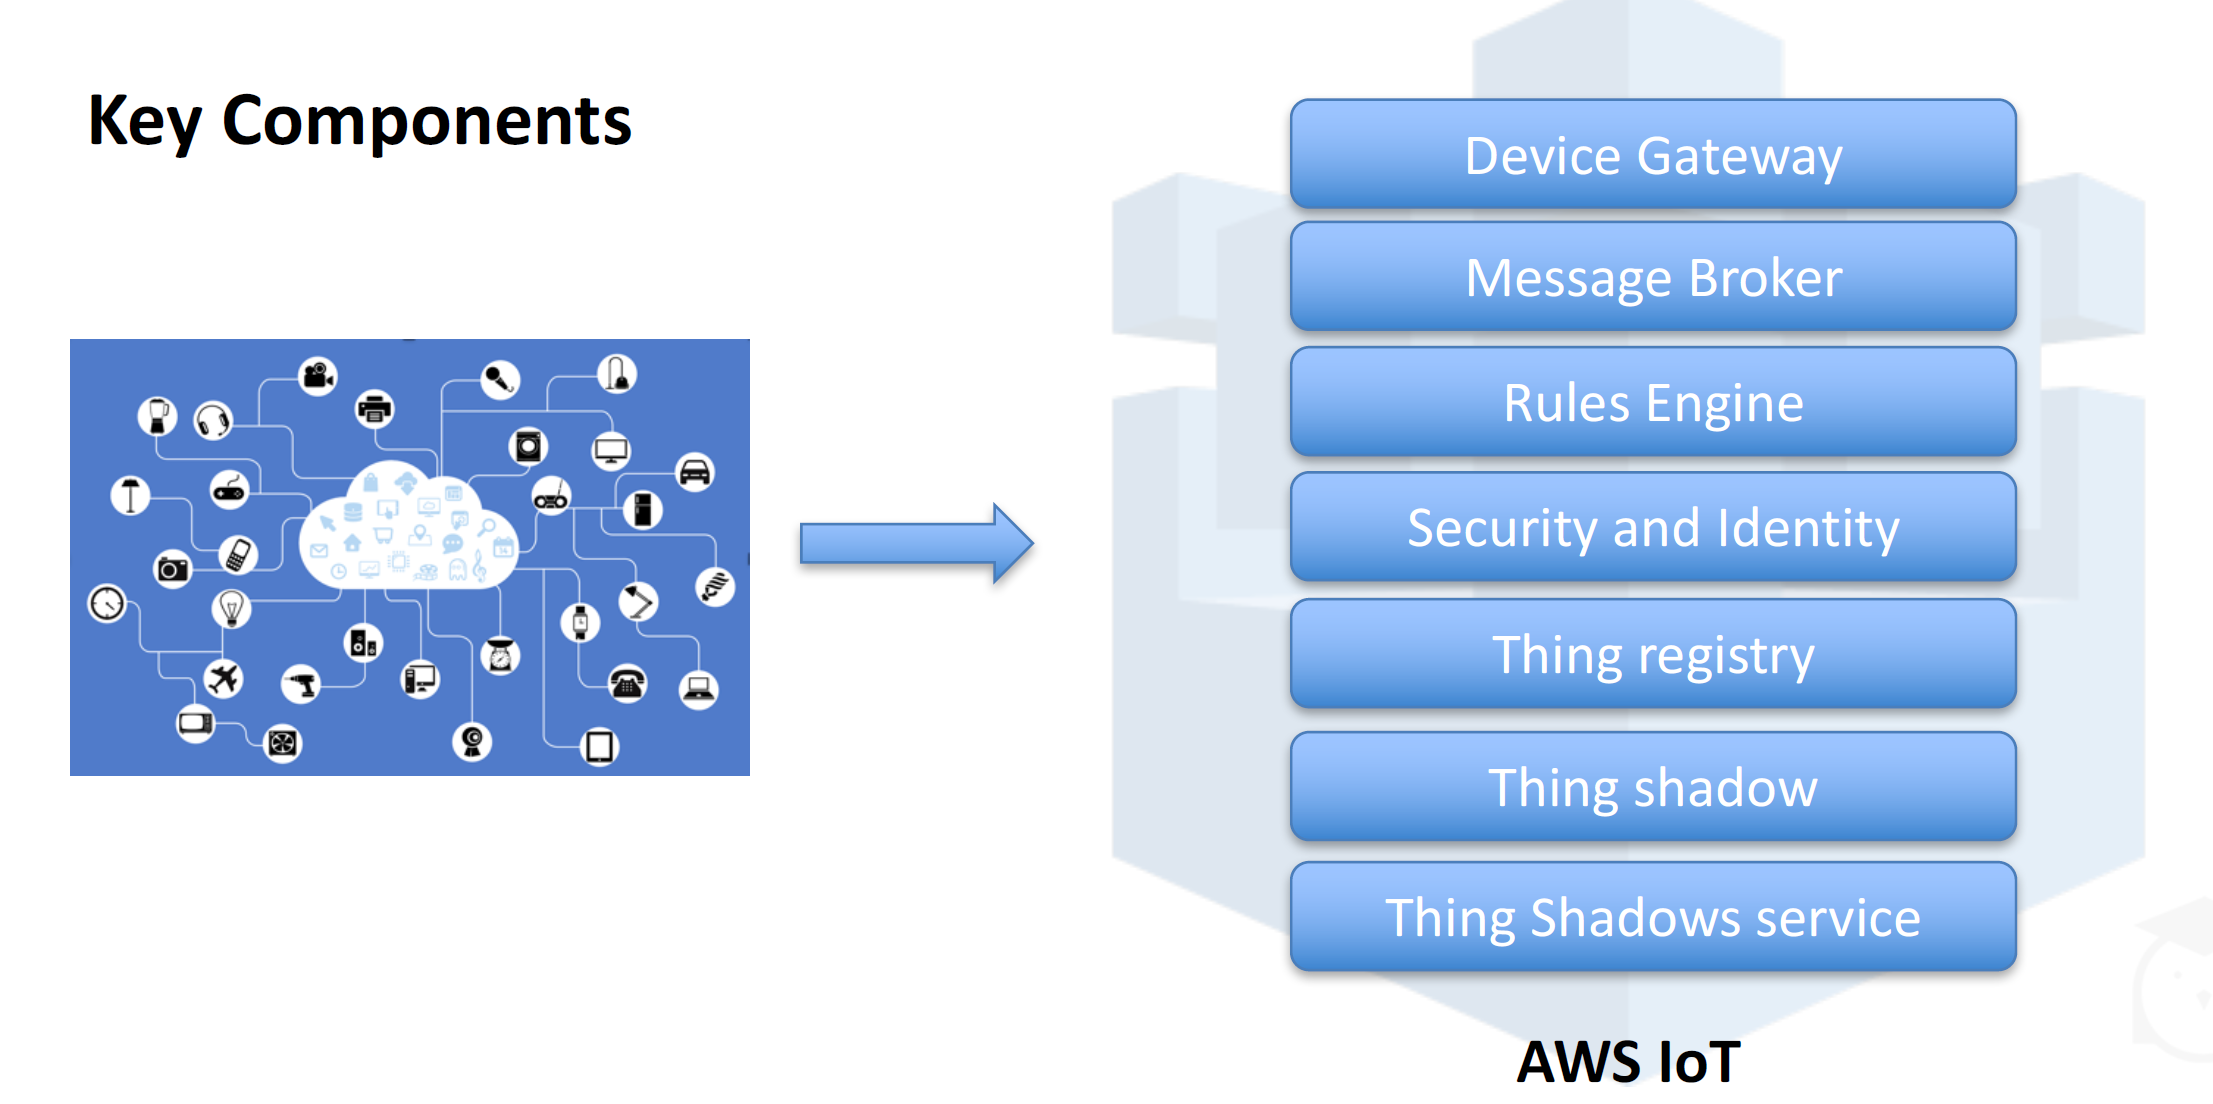 Key Components
Device Gateway
Message Broker
Rules Engine
Security and Identity
Thing registry
Thing shadow
Thing Shadows service
AWS IoT